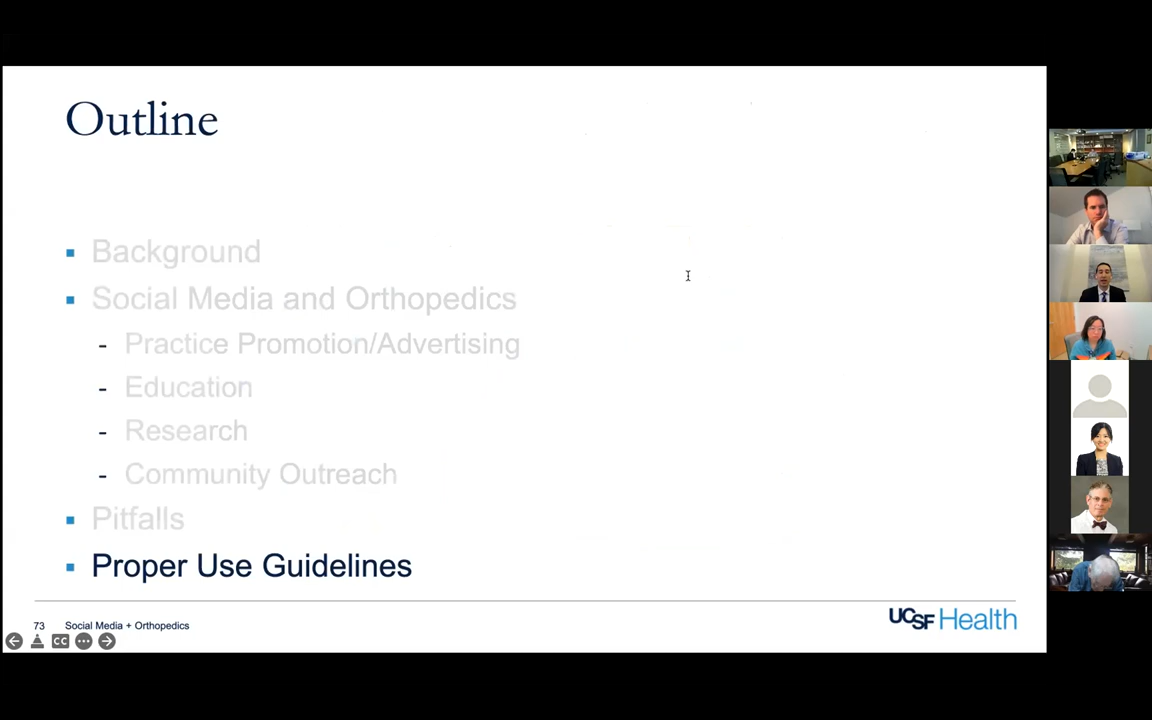 Outline
Background
Social Media and Orthopedics
- Practice Promotion/Advertising
- Education
- Research
- Community Outreach
Pitfalls
Proper Use Guidelines
73 Social Media + Orthopedics
UCSF Health
CC